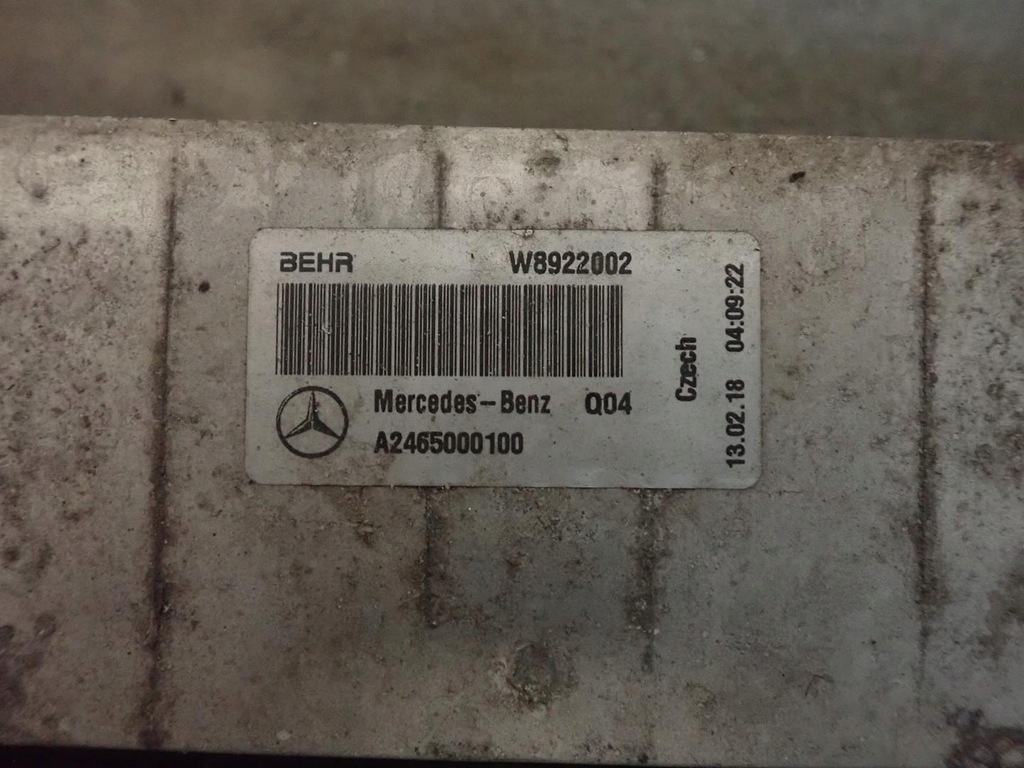 BEHR W8922002
Mercedes-Benz Q04
A2465000100
Czech
13.02.18 04:09:22